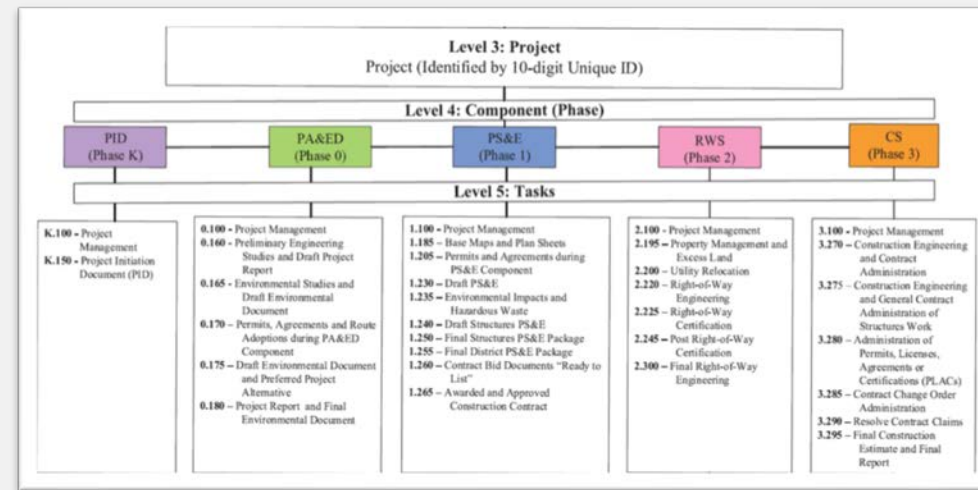 Level 3: Project
Project (Identified by 10-digit Unique ID)
Level 4: Component (Phase)
PID
(Phase K)
PA&ED
(Phase 0)
PS&E
(Phase 1)
RWS
(Phase 2)
CS
(Phase 3)
Level 5: Tasks
K.100 - Project
Management
K.150 - Project Initiation
Document (PID)
0.100 - Project Management
0.160 - Preliminary Engineering
Studies and Draft Project
Report
0.165 - Environmental Studies and
Draft Environmental
Document
0.170 – Permits, Agreements and Route
Adoptions during PA&ED
Component
0.175 – Draft Environmental Document
and Preferred Project
Alternative
0.180 – Project Report and Final
Environmental Document
1.100 - Project Management
1.185 - Base Maps and Plan Sheets
1.205 – Permits and Agreements during
PS&E Component
1.230 – Draft PS&E
1.235 – Environmental Impacts and
Hazardous Waste
1.240 – Draft Structures PS&E
1.250 – Final Structures PS&E Package
1.255 – Final District PS&E Package
1.260 – Contract Bid Documents “Ready to
List”
1.265 – Awarded and Approved
Construction Contract
2.100 - Project Management
2.195 – Property Management and
Excess Land
2.200 – Utility Relocation
2.220 – Right-of-Way
Engineering
2.225 – Right-of-Way
Certification
2.245 – Post Right-of-Way
Certification
2.300 – Final Right-of-Way
Engineering
3.100 - Project Management
3.270 – Construction Engineering
and Contract
Administration
3.275 – Construction Engineering
and General Contract
Administration of
Structures Work
3.280 – Administration of
Permits, Licenses,
Agreements or
Certifications (PLACs)
3.285 – Contract Change Order
Administration
3.290 – Resolve Contract Claims
3.295 – Final Construction
Estimate and Final
Report